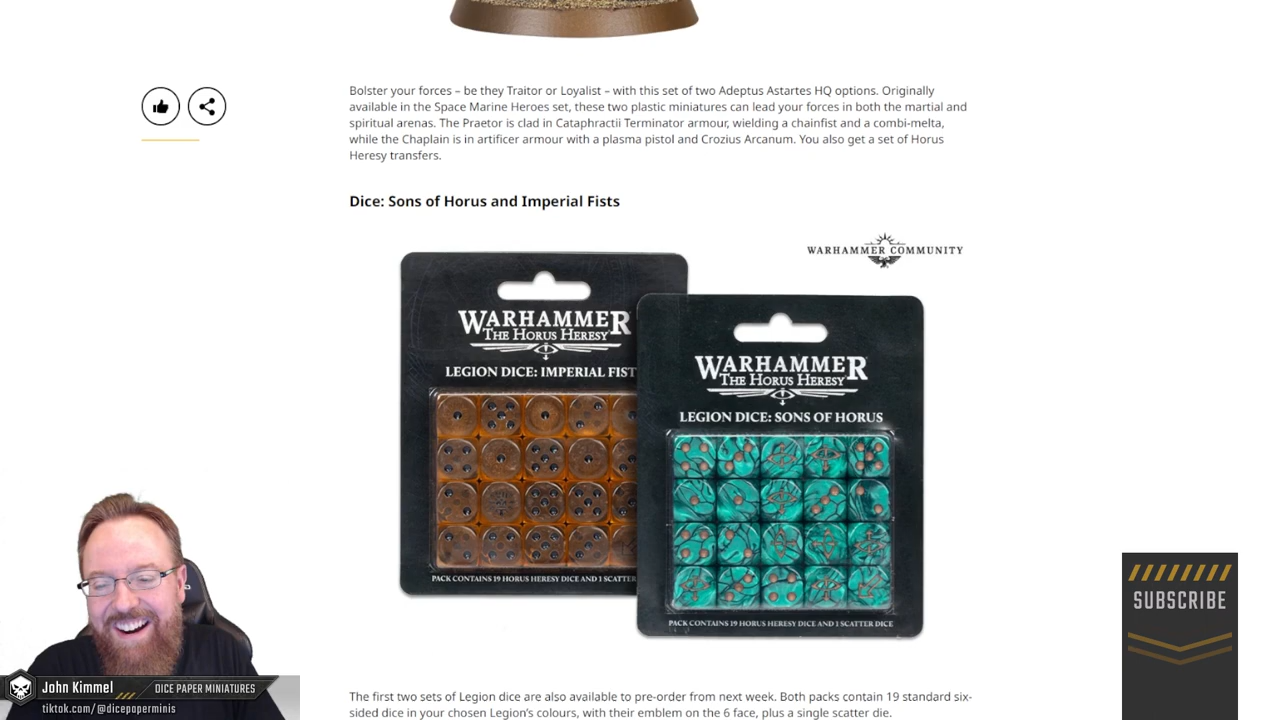 Bolster your forces – be they Traitor or Loyalist – with this set of two Adeptus Astartes HQ options. Originally
available in the Space Marine Heroes set, these two plastic miniatures can lead your forces in both the martial and
spiritual arenas. The Praetor is clad in Cataphractii Terminator armour, wielding a chainfist and a combi-melta,
while the Chaplain is in artificer armour with a plasma pistol and Crozius Arcanum. You also get a set of Horus
Heresy transfers.
Dice: Sons of Horus and Imperial Fists
WARHAMMER COMMUNITY
WARHAMMER
THE HORUS HERESY
LEGION DICE: IMPERIAL FIST
PACK CONTAINS 19 HORUS HERESY DICE AND 1 SCATTER
WARHAMMER
THE HORUS HERESY
LEGION DICE: SONS OF HORUS
PACK CONTAINS 19 HORUS HERESY DICE AND 1 SCATTER DICE
SUBSCRIBE
John Kimmel
DICE PAPER MINIATURES
tiktok.com/@dicepaperminis
The first two sets of Legion dice are also available to pre-order from next week. Both packs contain 19 standard six-
sided dice in your chosen Legion's colours, with their emblem on the 6 face, plus a single scatter die.